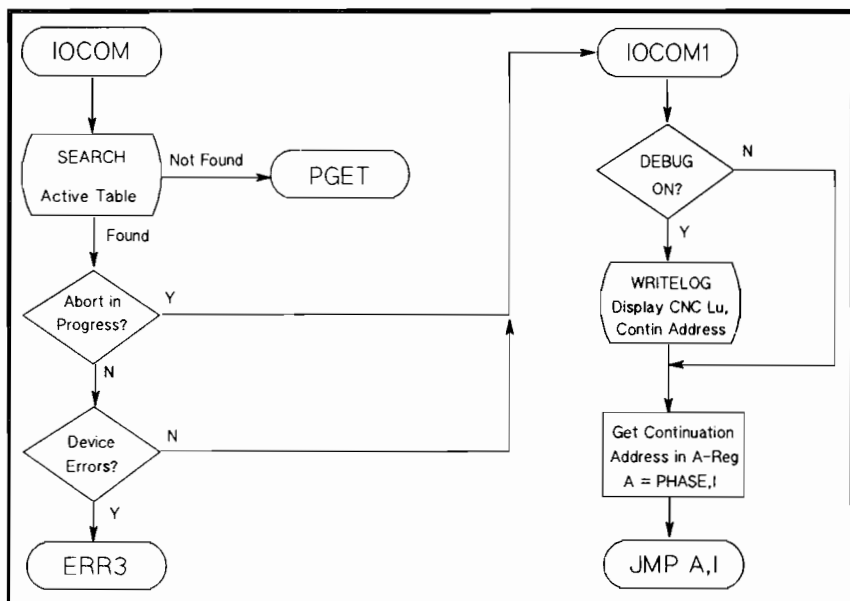 IOCOM
SEARCH
Active Table
Not Found
PGET
Found
Abort in
Progress?
Y
N
Device
Errors?
N
Y
ERR3
IOCOM1
DEBUG
ON?
N
Y
WRITELOG
Display CNC Lu,
Contin Address
Get Continuation
Address in A-Reg
A = PHASE,I
JMP A,I